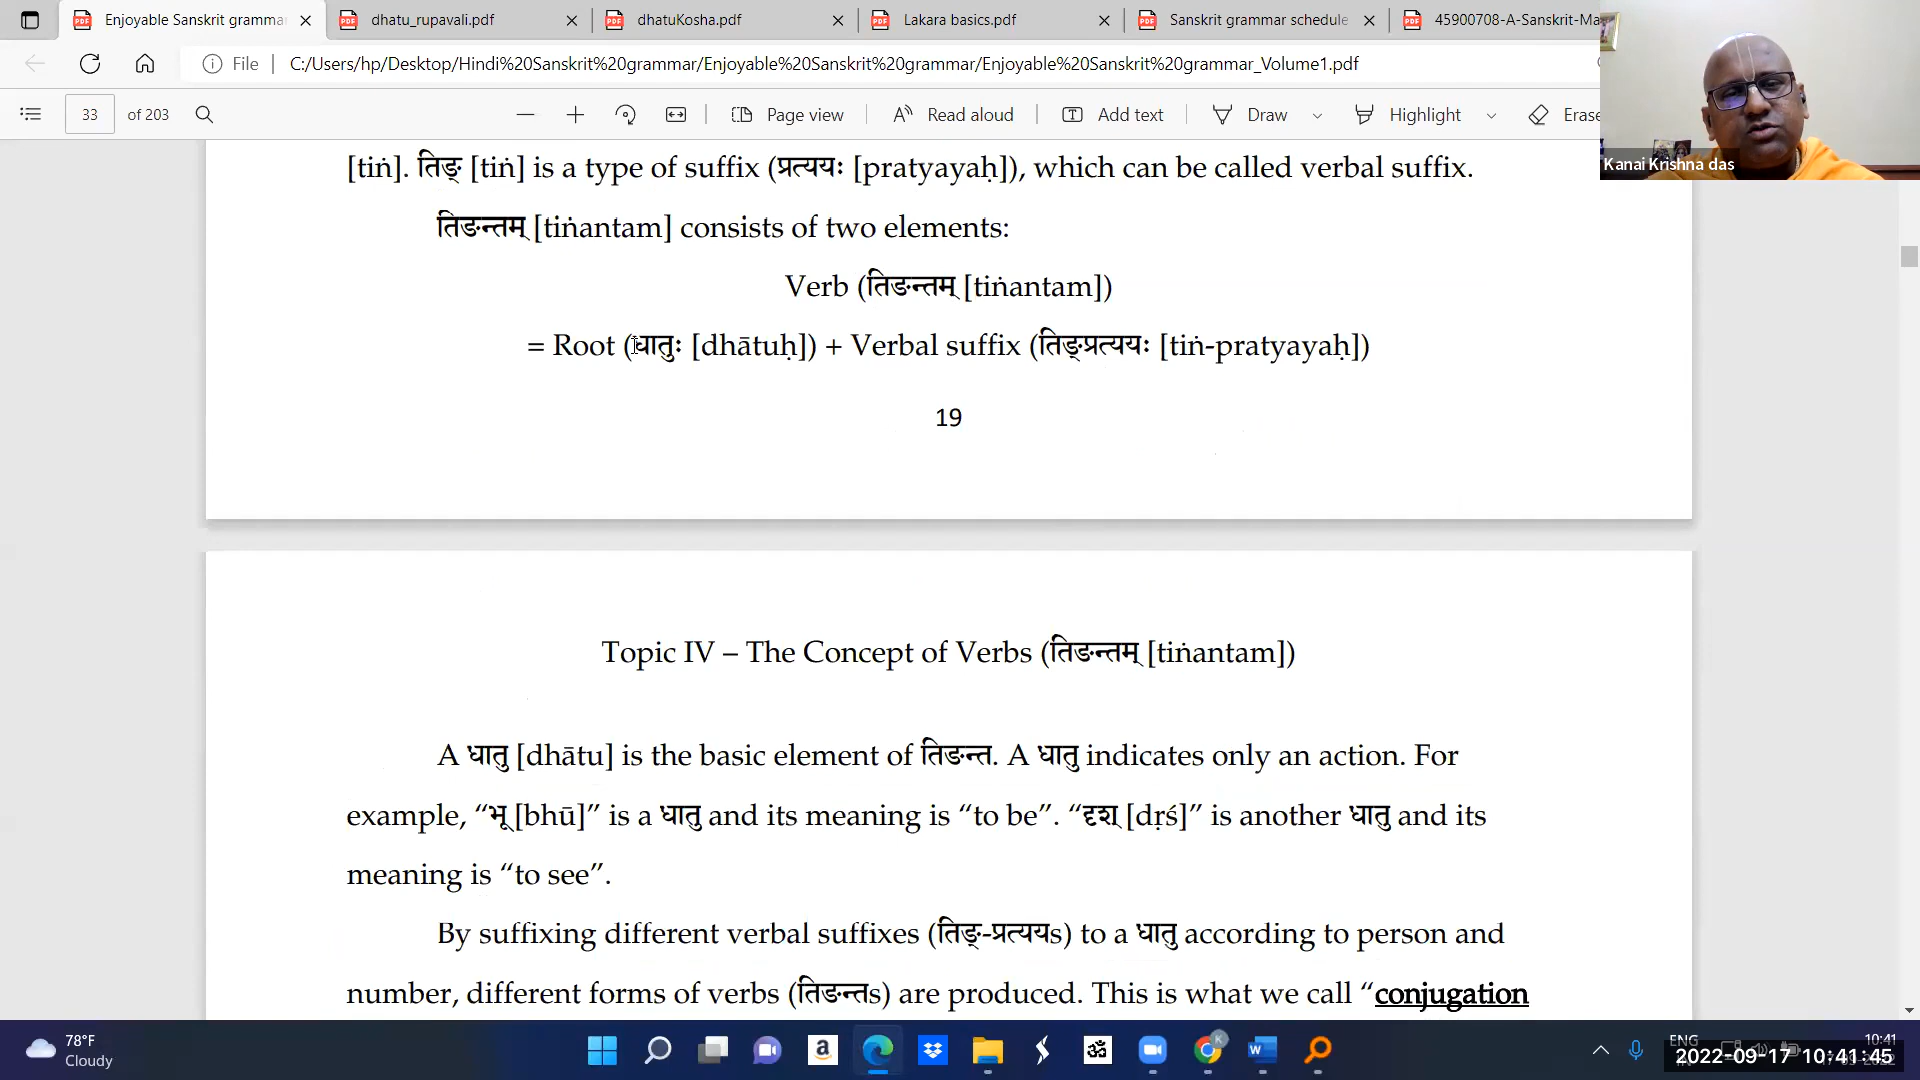 Enjoyable Sanskrit gramma
dhatu_rupavali.pdf
dhatuKosha.pdf
Lakara basics.pdf
Sanskrit grammar schedule
45900708-A-Sanskrit-Ma
File
C:/Users/hp/Desktop/Hindi%20Sanskrit%20grammar/Enjoyable%20Sanskrit%20grammar/Enjoyable%20Sanskrit%20grammar_Volume1.pdf
33 of 203
Page view
Read aloud
Add text
Draw
Highlight
Erase
Kanai Krishna das
[tiṅ]. तिङ् [tiṅ] is a type of suffix (प्रत्ययः [pratyayaḥ]), which can be called verbal suffix.
तिङन्तम् [tiṅantam] consists of two elements:
Verb (तिङन्तम् [tiṅantam])
= Root (धातुः [dhātuḥ]) + Verbal suffix (तिङ्प्रत्ययः [tiṅ-pratyayaḥ])
19
Topic IV – The Concept of Verbs (तिङन्तम् [tiṅantam])
A धातु [dhātu] is the basic element of तिङन्त. A धातु indicates only an action. For
example, “भू [bhū]” is a धातु and its meaning is “to be”. “दृश् [dṛś]” is another धातु and its
meaning is “to see”.
By suffixing different verbal suffixes (तिङ्-प्रत्ययs) to a धातु according to person and
number, different forms of verbs (तिङन्तs) are produced. This is what we call “conjugation
78°F
Cloudy
ENG
10:41
2022-09-17 10:41:45